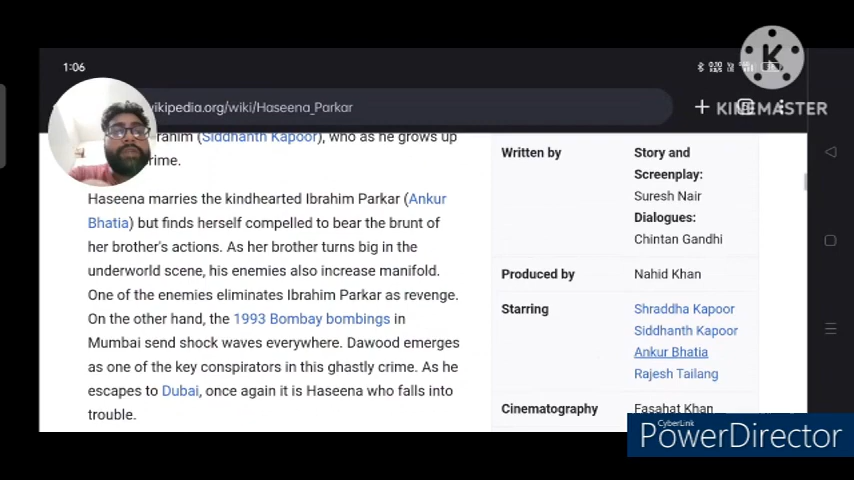 1:06
KINEMASTER
vikipedia.org/wiki/Haseena_Parkar
rahim (Siddhanth Kapoor), who as he grows up
rime.
Haseena marries the kindhearted Ibrahim Parkar (Ankur
Bhatia) but finds herself compelled to bear the brunt of
her brother's actions. As her brother turns big in the
underworld scene, his enemies also increase manifold.
One of the enemies eliminates Ibrahim Parkar as revenge.
On the other hand, the 1993 Bombay bombings in
Mumbai send shock waves everywhere. Dawood emerges
as one of the key conspirators in this ghastly crime. As he
escapes to Dubai, once again it is Haseena who falls into
trouble.
Written by
Story and
Screenplay:
Suresh Nair
Dialogues:
Chintan Gandhi
Produced by
Nahid Khan
Starring
Shraddha Kapoor
Siddhanth Kapoor
Ankur Bhatia
Rajesh Tailang
Cinematography
Fasahat Khan
CyberLink
PowerDirector